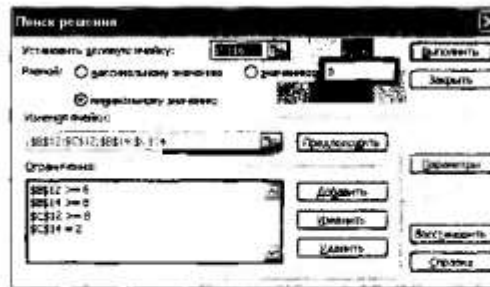 Поиск решения
Установить целевую ячейку:
Равной: максимальному значению значению: 0
минимальному значению
Изменяя ячейки:
Ограничения:
$B$12 >= 6
$B$14 >= 8
$C$12 >= 8
$C$14 = 2
Предположить
Добавить
Изменить
Удалить
Выполнить
Закрыть
Параметры
Восстановить
Справка